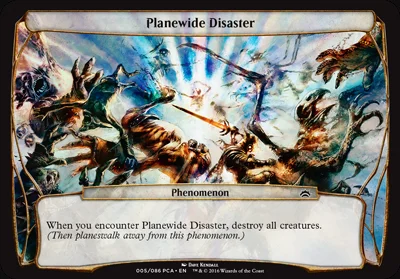 Planewide Disaster
Phenomenon
When you encounter Planewide Disaster, destroy all creatures.
(Then planeswalk away from this phenomenon.)
Dave Kendall
005/086 PCA • EN ™ & © 2016 Wizards of the Coast